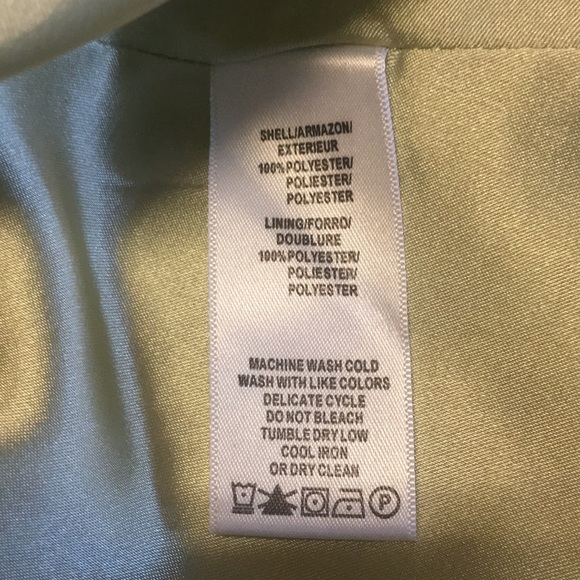 SHELL/ARMAZON/
EXTERIEUR
100%POLYESTER/
POLIESTER/
POLYESTER
LINING/FORRO/
DOUBLURE
100%POLYESTER/
POLIESTER/
POLYESTER
MACHINE WASH COLD
WASH WITH LIKE COLORS
DELICATE CYCLE
DO NOT BLEACH
TUMBLE DRY LOW
COOL IRON
OR DRY CLEAN
P